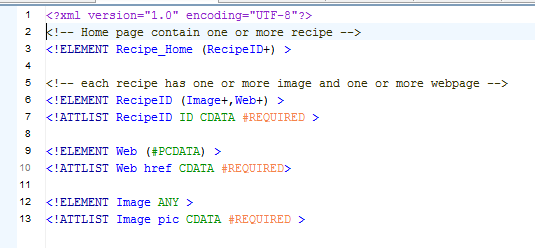 1 <?xml version="1.0" encoding="UTF-8"?>
2 <!-- Home page contain one or more recipe -->
3 <!ELEMENT Recipe_Home (RecipeID+) >
4
5 <!-- each recipe has one or more image and one or more webpage -->
6 <!ELEMENT RecipeID (Image+,Web+) >
7 <!ATTLIST RecipeID ID CDATA #REQUIRED >
8
9 <!ELEMENT Web (#PCDATA) >
10 <!ATTLIST Web href CDATA #REQUIRED>
11
12 <!ELEMENT Image ANY >
13 <!ATTLIST Image pic CDATA #REQUIRED >